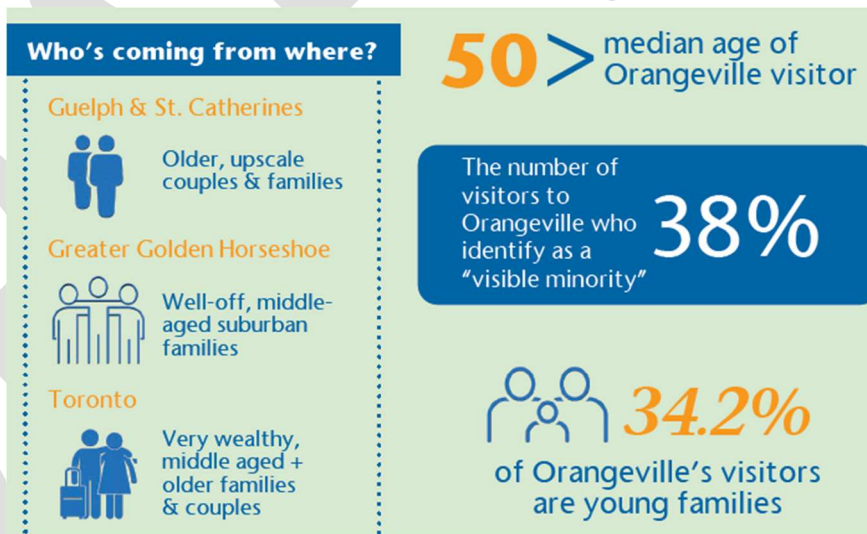 Who's coming from where?
Guelph & St. Catherines
Older, upscale
couples & families
Greater Golden Horseshoe
Well-off, middle-
aged suburban
families
Toronto
Very wealthy,
middle aged +
older families
& couples
50 > median age of
Orangeville visitor
The number of
visitors to
Orangeville who
identify as a
"visible minority"
38%
34.2%
of Orangeville's visitors
are young families